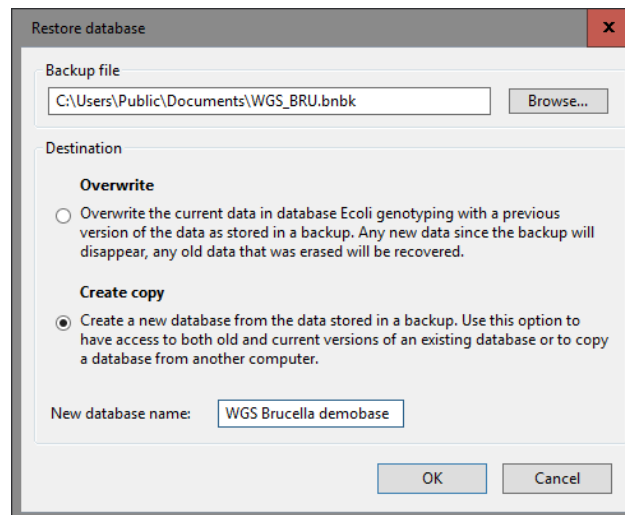 Restore database
x
Backup file
C:\Users\Public\Documents\WGS_BRU.bnbk
Browse...
Destination
Overwrite
Overwrite the current data in database Ecoli genotyping with a previous
version of the data as stored in a backup. Any new data since the backup will
disappear, any old data that was erased will be recovered.
Create copy
Create a new database from the data stored in a backup. Use this option to
have access to both old and current versions of an existing database or to copy
a database from another computer.
New database name:
WGS Brucella demobase
OK
Cancel